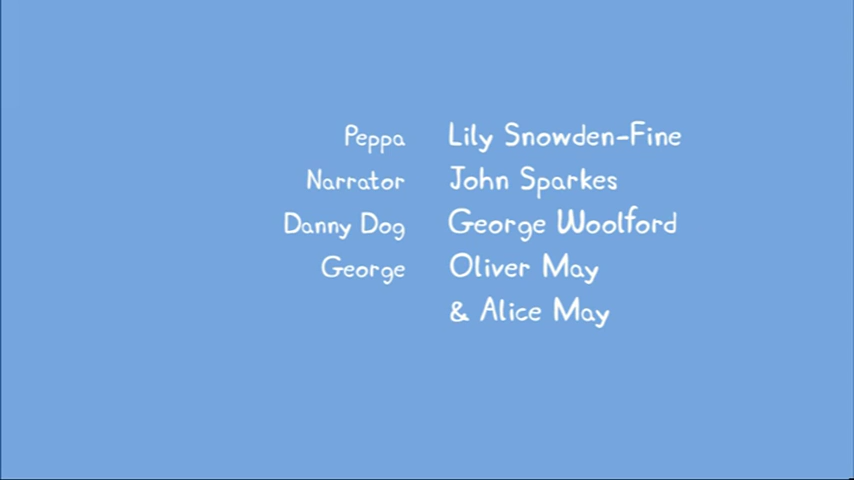 Peppa Lily Snowden-Fine
Narrator John Sparkes
Danny Dog George Woolford
George Oliver May
& Alice May